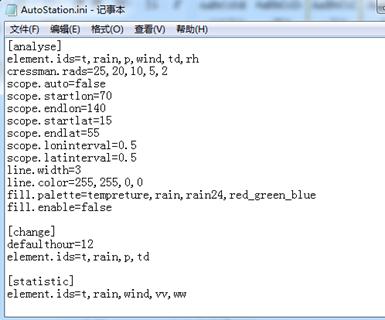 AutoStation.ini - 记事本
文件(F) 编辑(E) 格式(O) 查看(V) 帮助(H)
[analyse]
element.ids=t,rain,p,wind,td,rh
cressman.rads=25,20,10,5,2
scope.auto=false
scope.startlon=70
scope.endlon=140
scope.startlat=15
scope.endlat=55
scope.loninterval=0.5
scope.latinterval=0.5
line.width=3
line.color=255,255,0,0
fill.palette=tempreture,rain,rain24,red_green_blue
fill.enable=false
[change]
defaulthour=12
element.ids=t,rain,p,td
[statistic]
element.ids=t,rain,wind,vv,ww